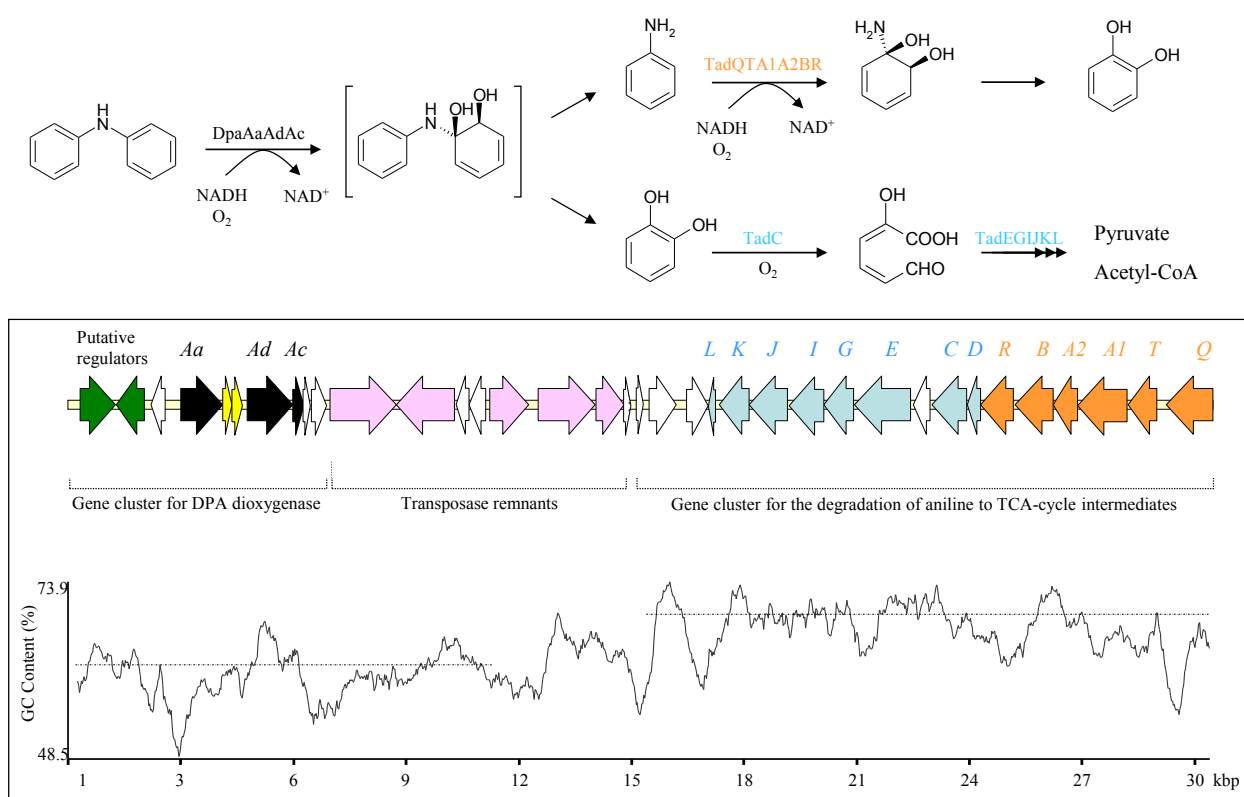 NH2
H2N
OH
OH
OH
OH
TadQTA1A2BR
NADH
O2
NAD+
H
N
DpaAaAdAc
NADH
O2
NAD+
H
N
OH
OH
OH
OH
TadC
O2
OH
COOH
CHO
TadEGIJKL
Pyruvate
Acetyl-CoA
Putative
regulators
Aa
Ad
Ac
L K J I G E C D R B A2 A1 T Q
Gene cluster for DPA dioxygenase
Transposase remnants
Gene cluster for the degradation of aniline to TCA-cycle intermediates
GC Content (%)
73.9
48.5
1 3 6 9 12 15 18 21 24 27 30 kbp